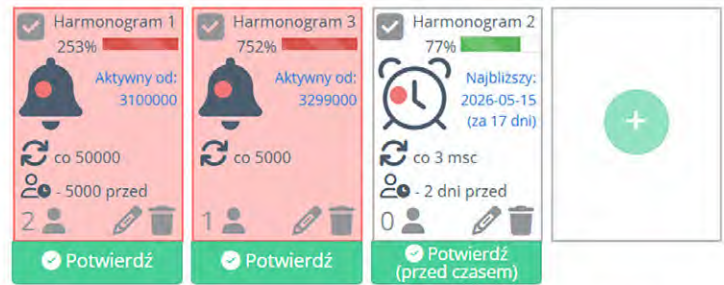 Harmonogram 1
253%
Aktywny od:
3100000
co 50000
- 5000 przed
2
Potwierdź
Harmonogram 3
752%
Aktywny od:
3299000
co 5000
1
Potwierdź
Harmonogram 2
77%
Najbliższy:
2026-05-15
(za 17 dni)
co 3 msc
- 2 dni przed
0
Potwierdź
(przed czasem)
+